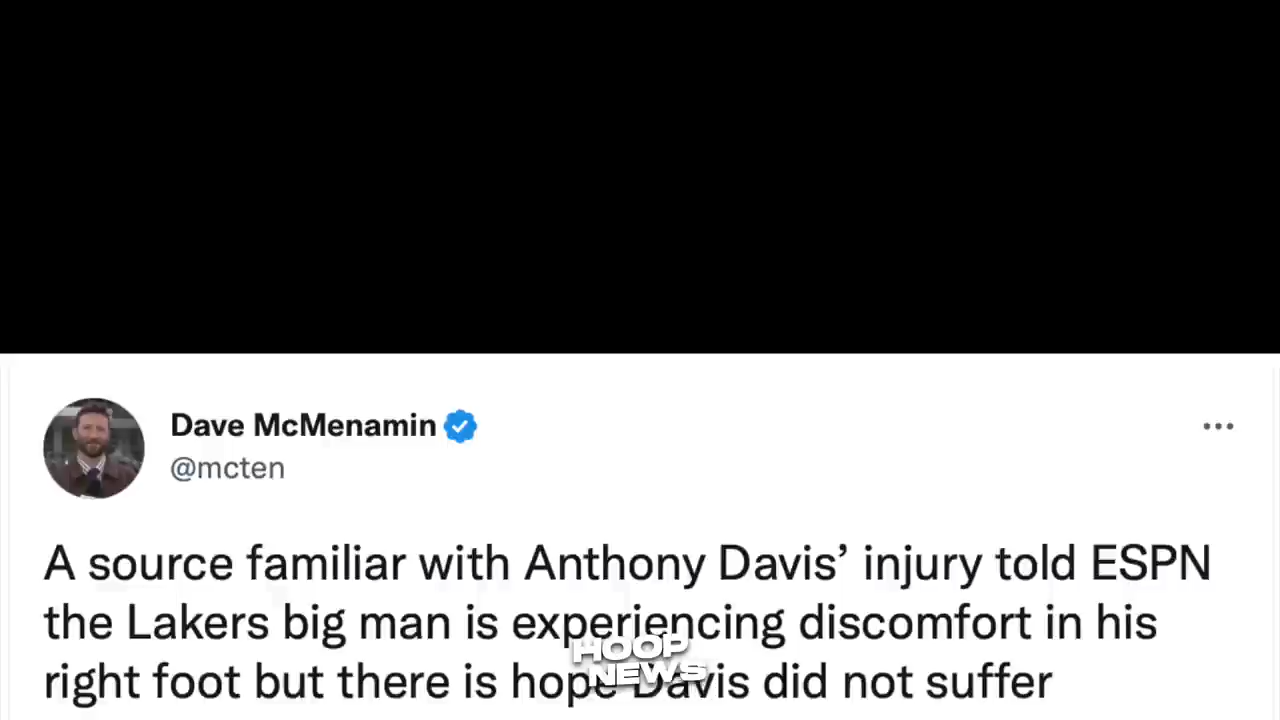 Dave McMenamin
@mcten
A source familiar with Anthony Davis’ injury told ESPN
the Lakers big man is experiencing discomfort in his
right foot but there is hope Davis did not suffer
HOOP
NEWS